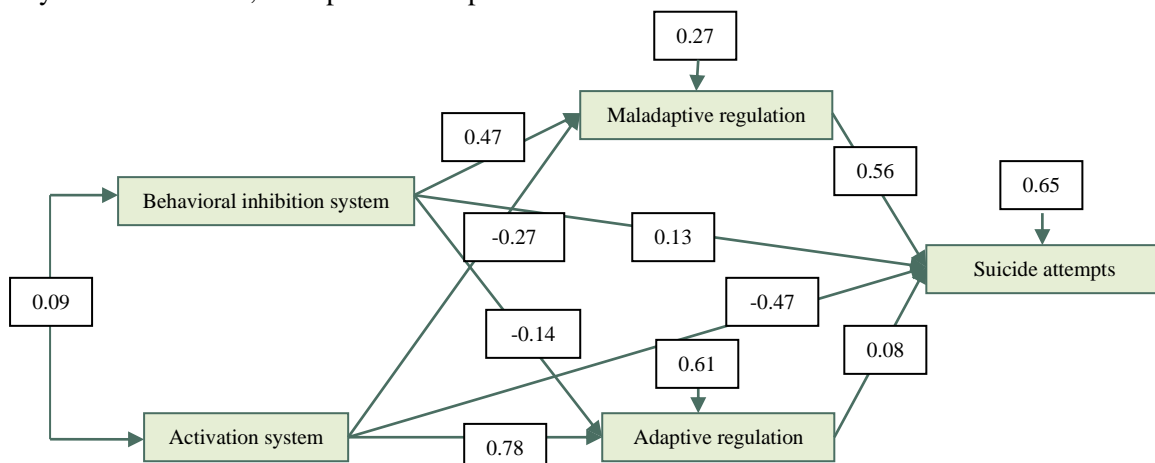 0.27
Maladaptive regulation
0.47
0.56
0.65
Behavioral inhibition system
-0.27
0.13
Suicide attempts
0.09
-0.47
-0.14
0.08
0.61
Activation system
0.78
Adaptive regulation